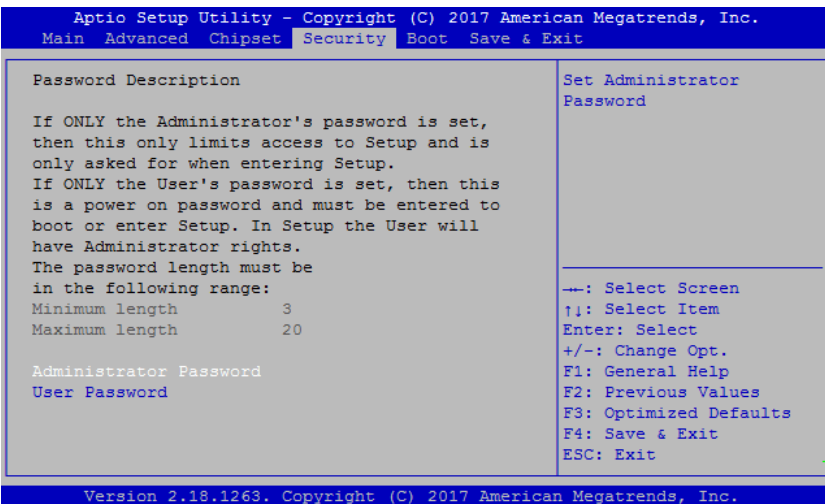 Aptio Setup Utility – Copyright (C) 2017 American Megatrends, Inc.
Main Advanced Chipset Security Boot Save & Exit
Password Description
If ONLY the Administrator's password is set,
then this only limits access to Setup and is
only asked for when entering Setup.
If ONLY the User's password is set, then this
is a power on password and must be entered to
boot or enter Setup. In Setup the User will
have Administrator rights.
The password length must be
in the following range:
Minimum length 3
Maximum length 20
Administrator Password
User Password
Set Administrator
Password
→←: Select Screen
↑↓: Select Item
Enter: Select
+/-: Change Opt.
F1: General Help
F2: Previous Values
F3: Optimized Defaults
F4: Save & Exit
ESC: Exit
Version 2.18.1263. Copyright (C) 2017 American Megatrends, Inc.